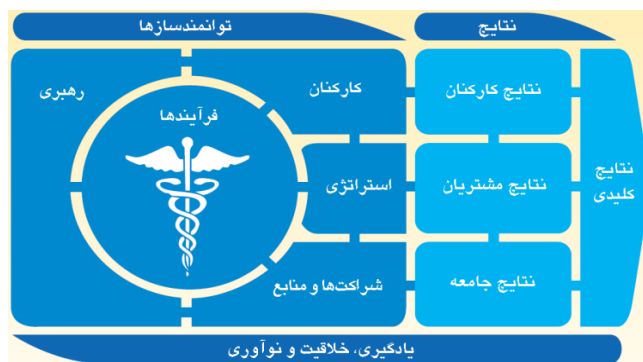 نتایج
توانمندسازها
رهبری
فرآیندها
کارکنان
استراتژی
شراکت‌ها و منابع
نتایج کارکنان
نتایج مشتریان
نتایج جامعه
نتایج
کلیدی
یادگیری، خلاقیت و نوآوری